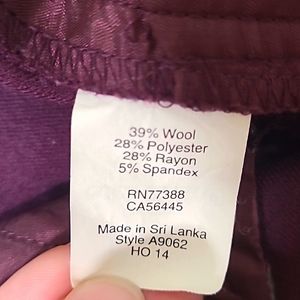 39% Wool
28% Polyester
28% Rayon
5% Spandex
RN77388
CA56445
Made in Sri Lanka
Style A9062
HO 14